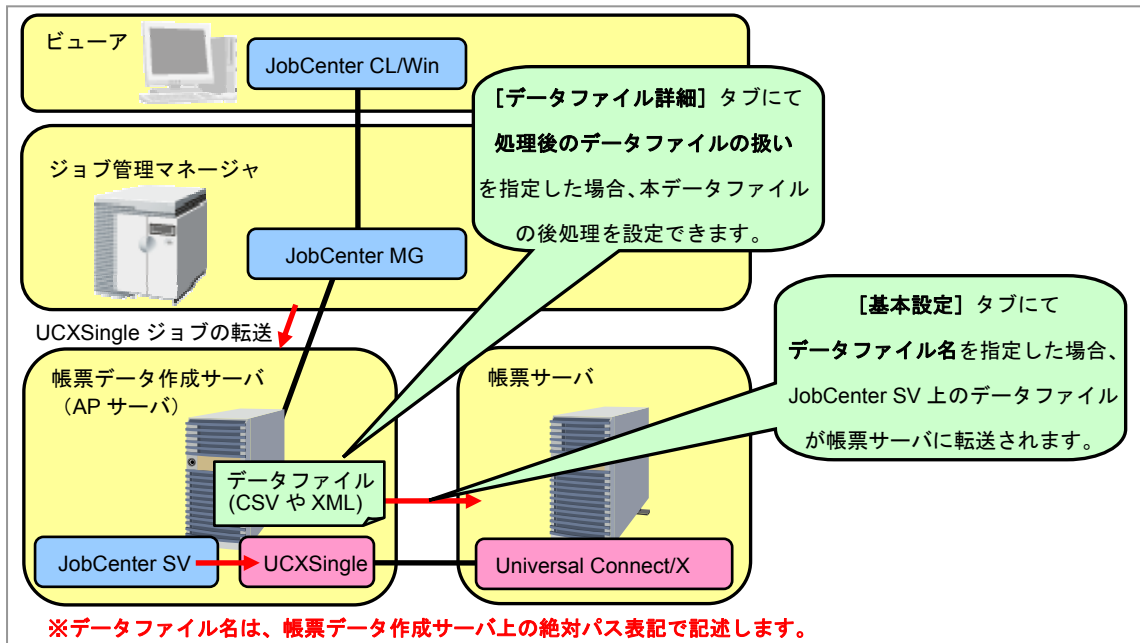 ビューア
JobCenter CL/Win
[データファイル詳細] タブにて
処理後のデータファイルの扱い
を指定した場合、本データファイル
の後処理を設定できます。
ジョブ管理マネージャ
JobCenter MG
UCXSingle ジョブの転送
[基本設定] タブにて
データファイル名を指定した場合、
JobCenter SV 上のデータファイル
が帳票サーバに転送されます。
帳票データ作成サーバ
(AP サーバ)
帳票サーバ
データファイル
(CSV や XML)
JobCenter SV
UCXSingle
Universal Connect/X
※データファイル名は、帳票データ作成サーバ上の絶対パス表記で記述します。